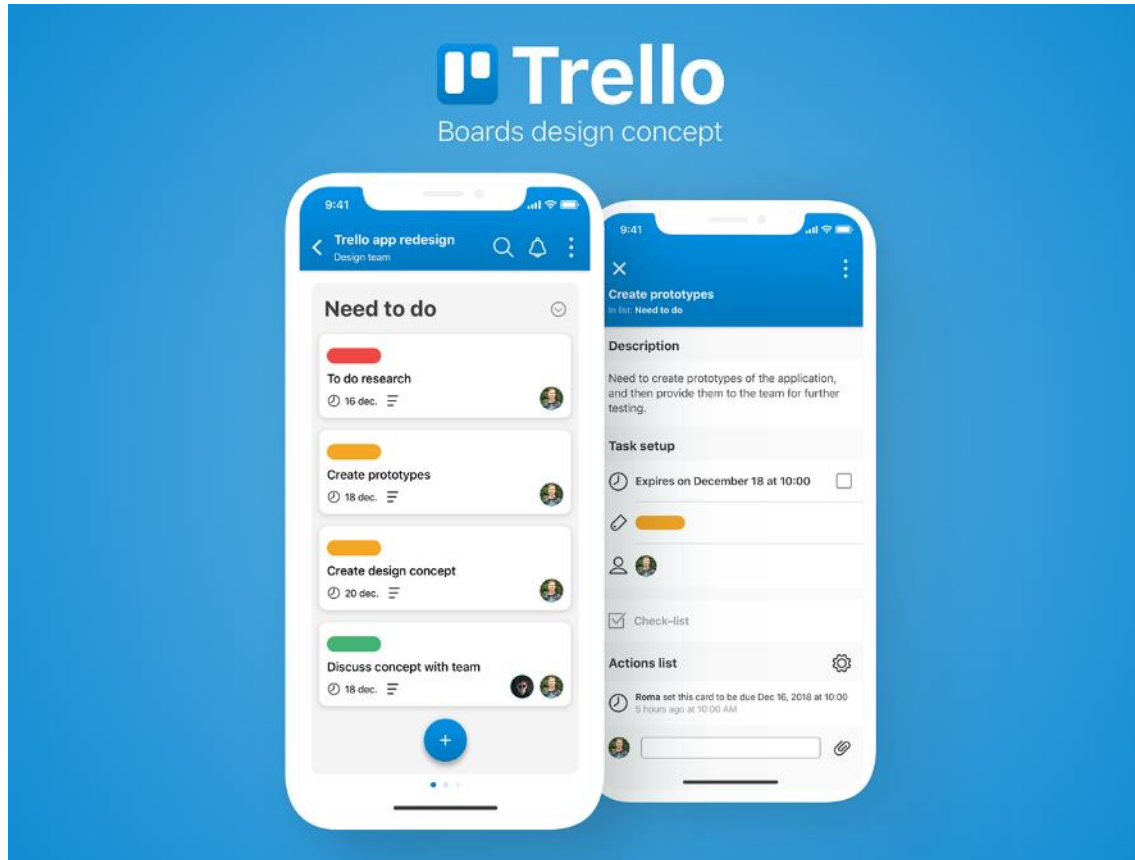 Trello
Boards design concept
9:41
Trello app redesign
Design team
Need to do
To do research
16 dec.
Create prototypes
18 dec.
Create design concept
20 dec.
Discuss concept with team
18 dec.
+
9:41
Create prototypes
In list: Need to do
Description
Need to create prototypes of the application,
and then provide them to the team for further
testing.
Task setup
Expires on December 18 at 10:00
Check-list
Actions list
Roma set this card to be due Dec 16, 2018 at 10:00
5 hours ago at 10:00 AM